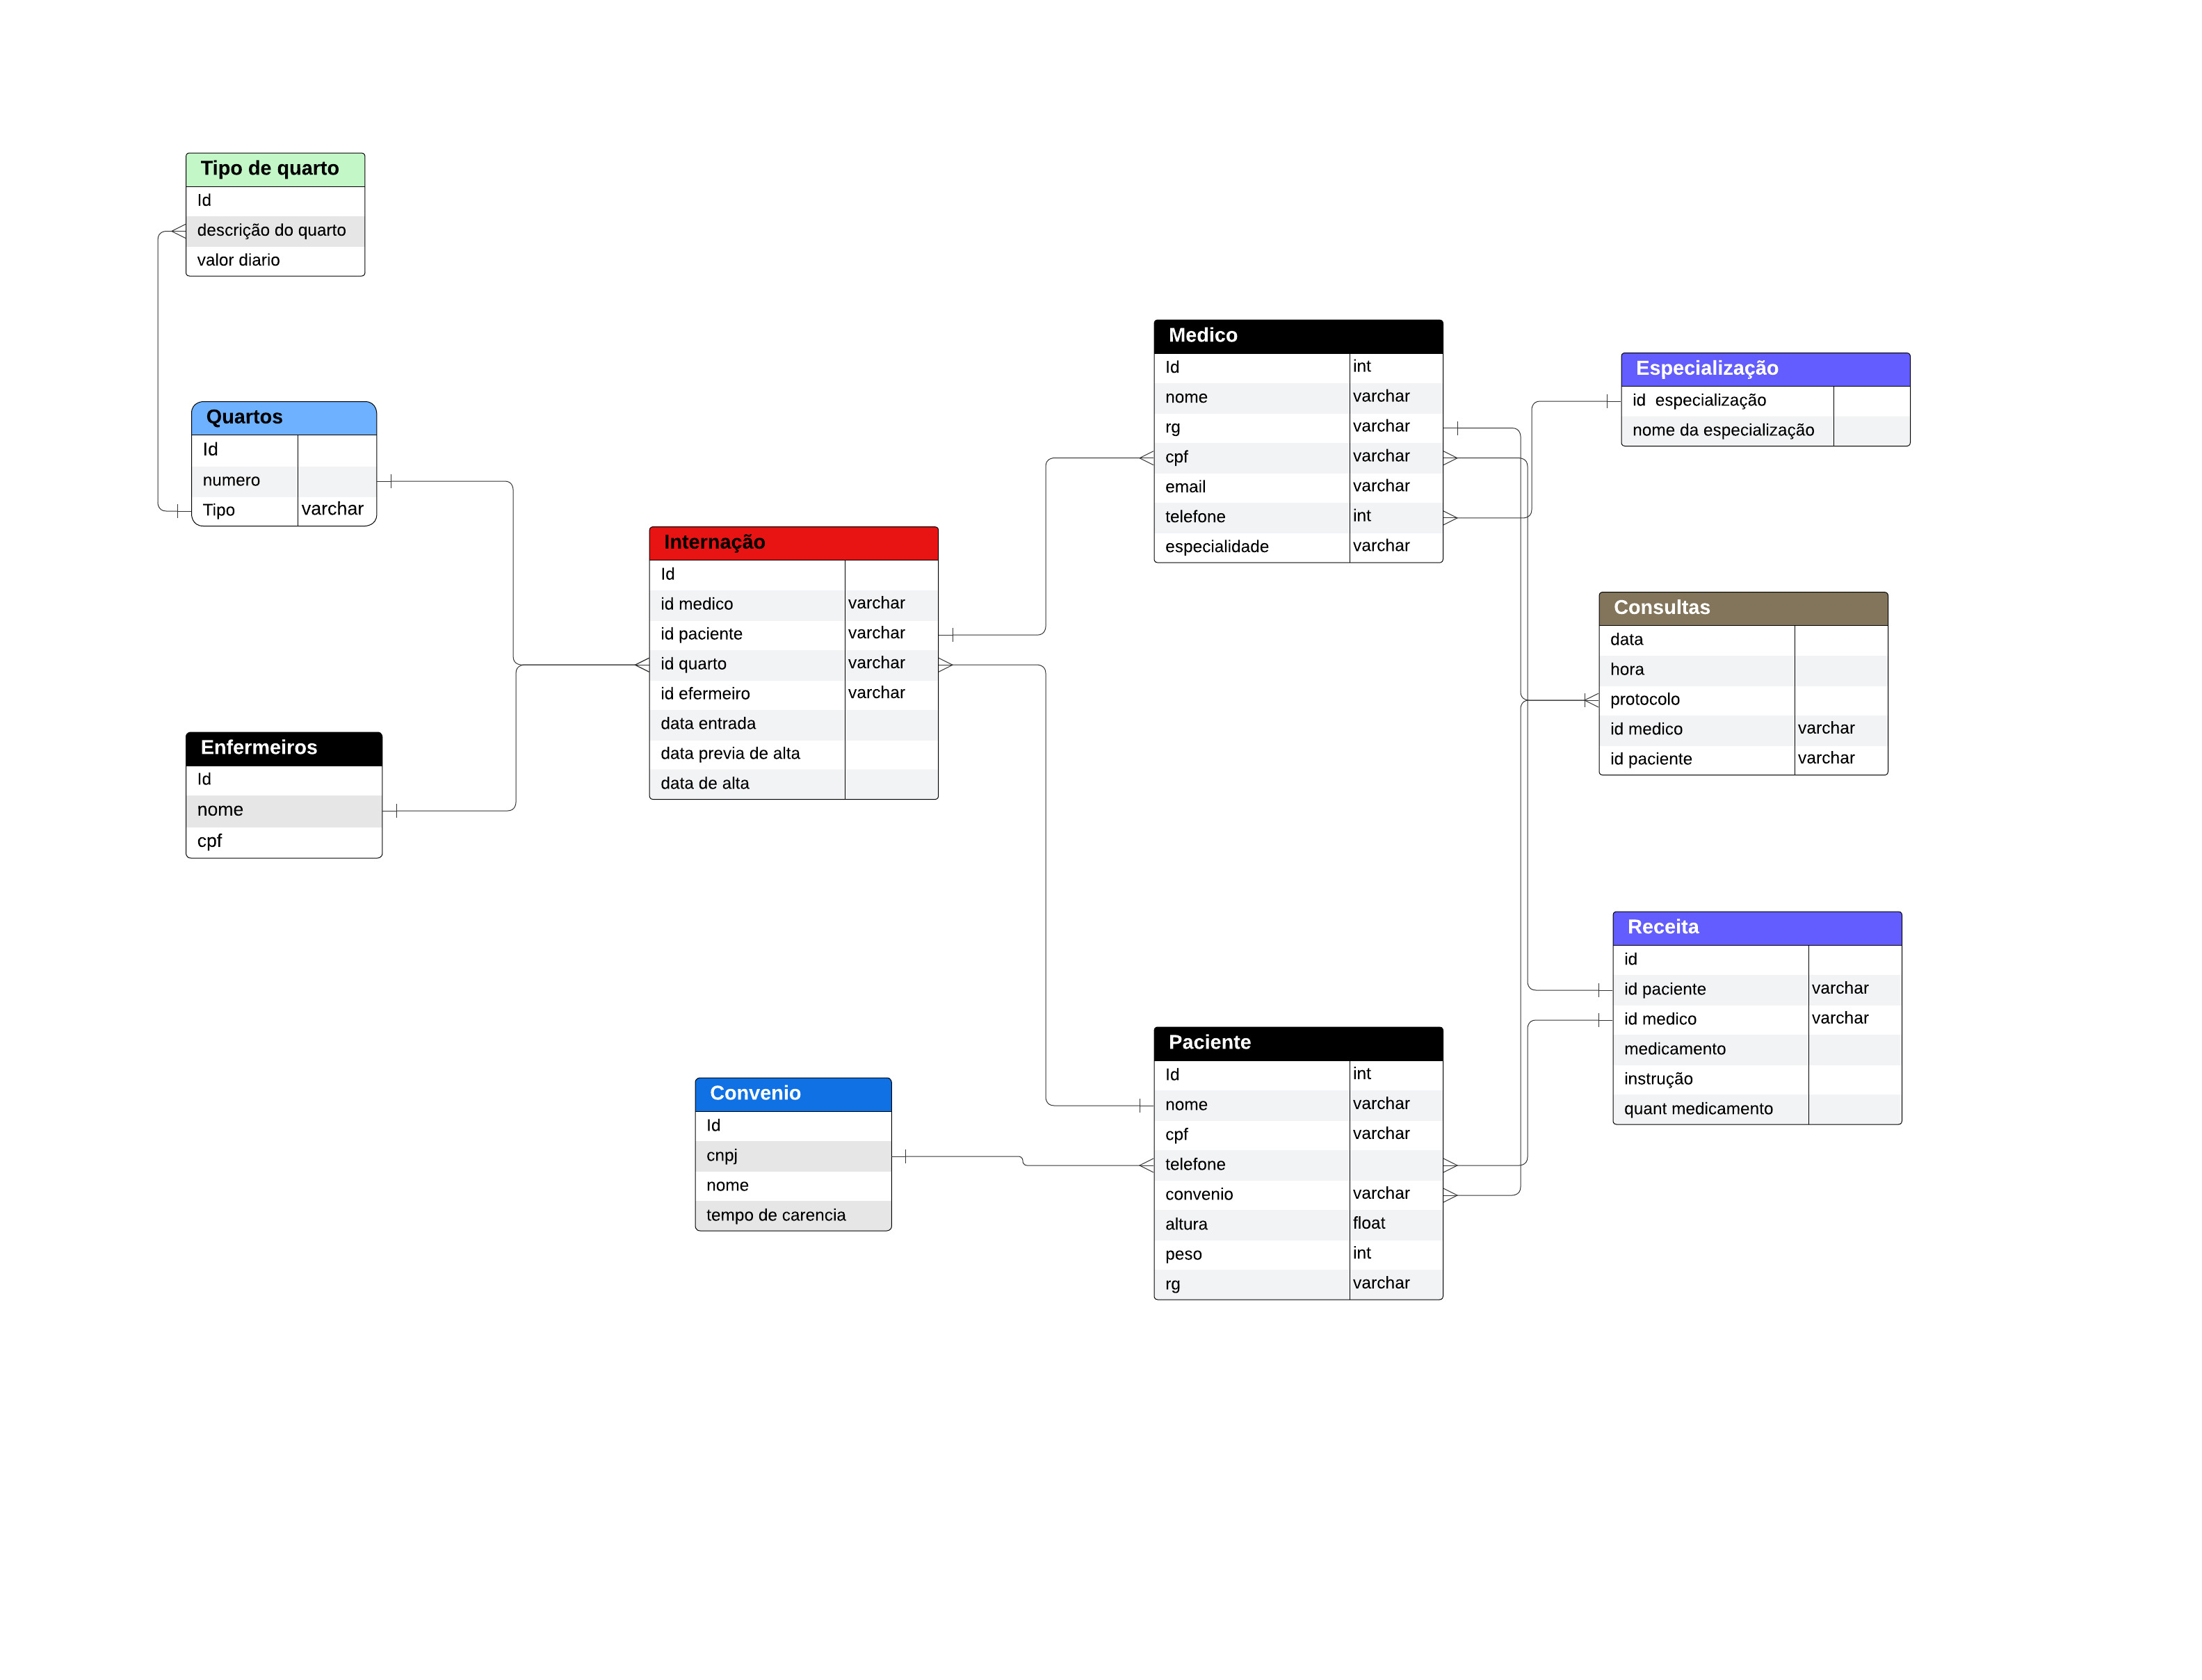 Tipo de quarto
Id
descrição do quarto
valor diario
Quartos
Id
numero
Tipo varchar
Enfermeiros
Id
nome
cpf
Internação
Id
id medico varchar
id paciente varchar
id quarto varchar
id efermeiro varchar
data entrada
data previa de alta
data de alta
Convenio
Id
cnpj
nome
tempo de carencia
Medico
Id int
nome varchar
rg varchar
cpf varchar
email varchar
telefone int
especialidade varchar
Paciente
Id int
nome varchar
cpf varchar
telefone
convenio varchar
altura float
peso int
rg varchar
Especialização
id especialização
nome da especialização
Consultas
data
hora
protocolo
id medico varchar
id paciente varchar
Receita
id
id paciente varchar
id medico varchar
medicamento
instrução
quant medicamento